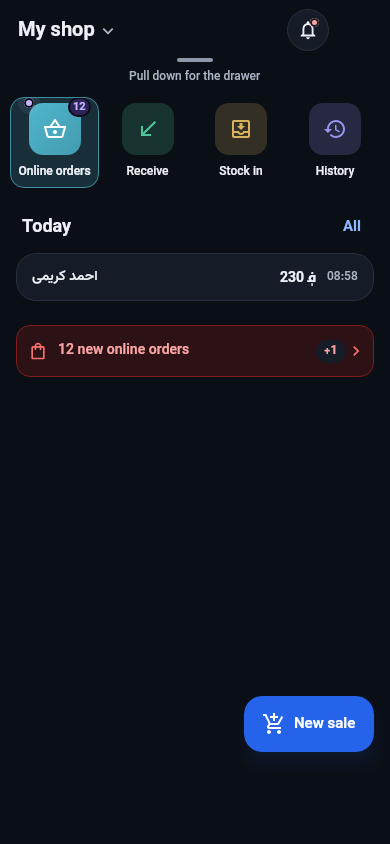 My shop
Pull down for the drawer
12
Online orders
Receive
Stock in
History
Today
All
احمد کریمی
230 ؋
08:58
12 new online orders
+1
New sale